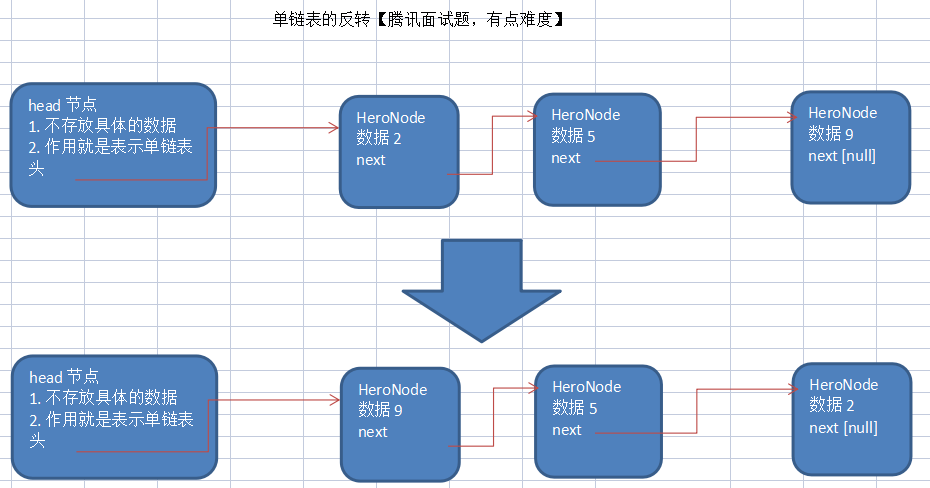 单链表的反转【腾讯面试题，有点难度】
head 节点
1. 不存放具体的数据
2. 作用就是表示单链表
头
HeroNode
数据 2
next
HeroNode
数据 5
next
HeroNode
数据 9
next [null]
head 节点
1. 不存放具体的数据
2. 作用就是表示单链表
头
HeroNode
数据 9
next
HeroNode
数据 5
next
HeroNode
数据 2
next [null]